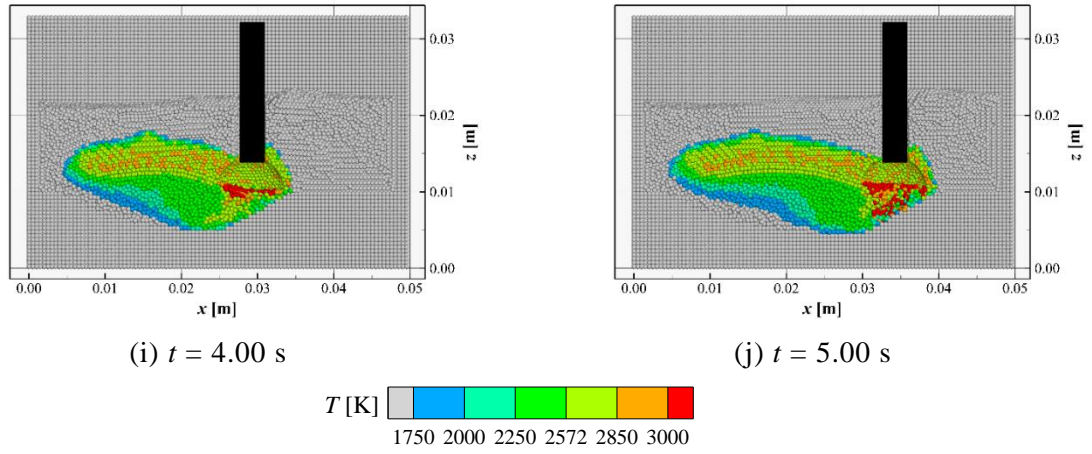 0.03
0.02
0.01
0.00
z [m]
0.00 0.01 0.02 0.03 0.04 0.05
x [m]
(i) t = 4.00 s
0.03
0.02
0.01
0.00
z [m]
0.00 0.01 0.02 0.03 0.04 0.05
x [m]
(j) t = 5.00 s
T [K]
1750 2000 2250 2572 2850 3000